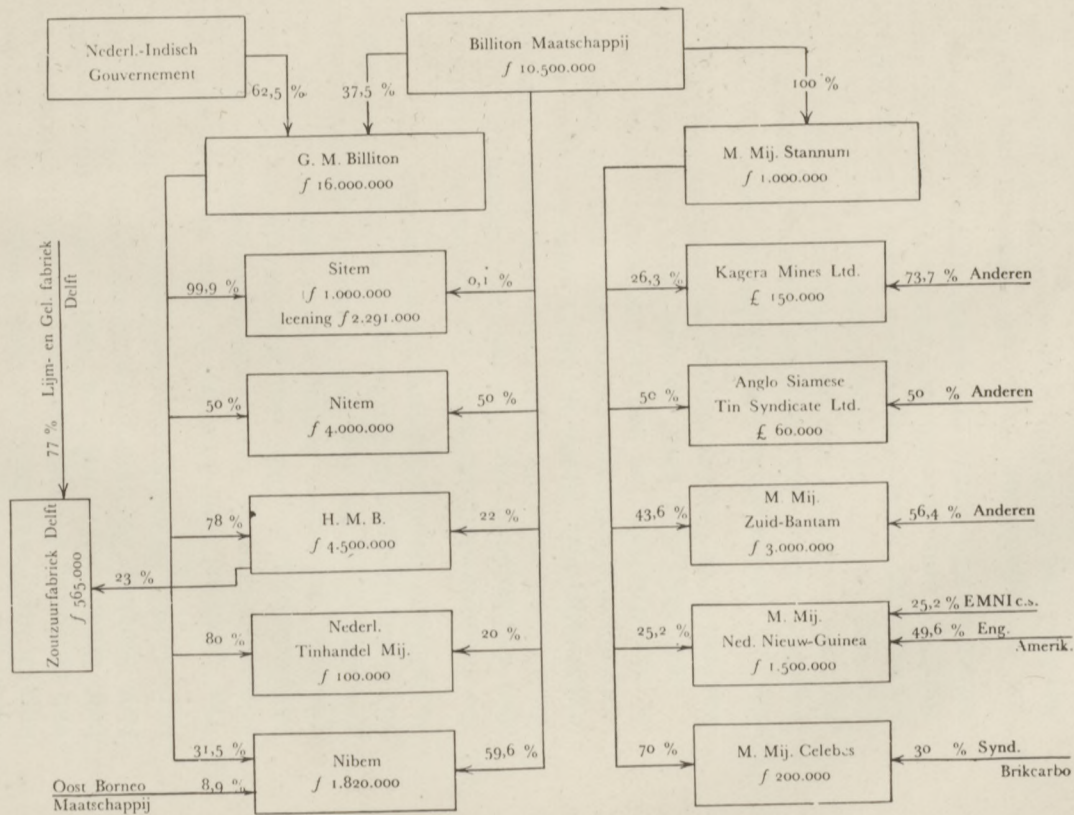 Nederl.-Indisch
Gouvernement
Billiton Maatschappij
f 10.500.000
62,5 %
37,5 %
100 %
G. M. Billiton
f 16.000.000
M. Mij. Stannum
f 1.000.000
77 % Lijm- en Gel. fabriek
Delft
99,9 %
Sitem
f 1.000.000
leening f 2.291.000
0,1 %
26,3 %
Kagera Mines Ltd.
£ 150.000
73,7 % Anderen
50 %
Nitem
f 4.000.000
50 %
50 %
Anglo Siamese
Tin Syndicate Ltd.
£ 60.000
50 % Anderen
Zoutzuurfabriek Delft
f 565.000
23 %
78 %
H. M. B.
f 4.500.000
22 %
43,6 %
M. Mij.
Zuid-Bantam
f 3.000.000
56,4 % Anderen
80 %
Nederl.
Tinhandel Mij.
f 100.000
20 %
25,2 %
M. Mij.
Ned. Nieuw-Guinea
f 1.500.000
25,2 % EMNI c.s.
49,6 % Eng.
Amerik.
31,5 %
Oost Borneo
Maatschappij
8,9 %
Nibem
f 1.820.000
59,6 %
70 %
M. Mij. Celebes
f 200.000
30 % Synd.
Brikcarbo